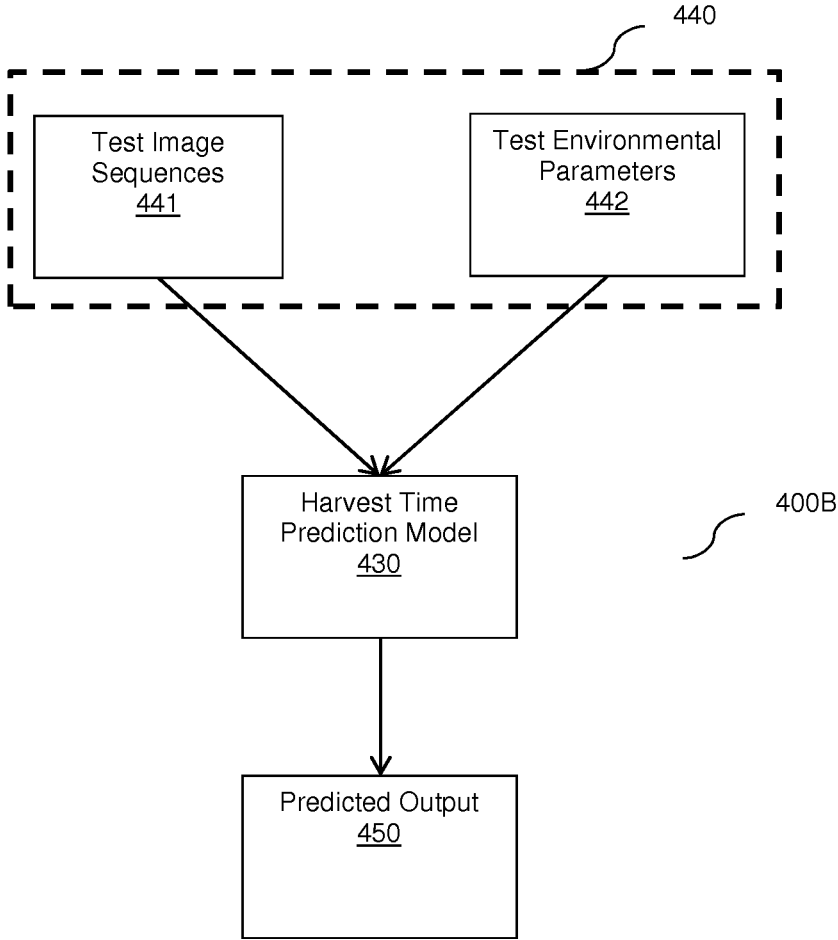 440
Test Image
Sequences
441
Test Environmental
Parameters
442
Harvest Time
Prediction Model
430
400B
Predicted Output
450